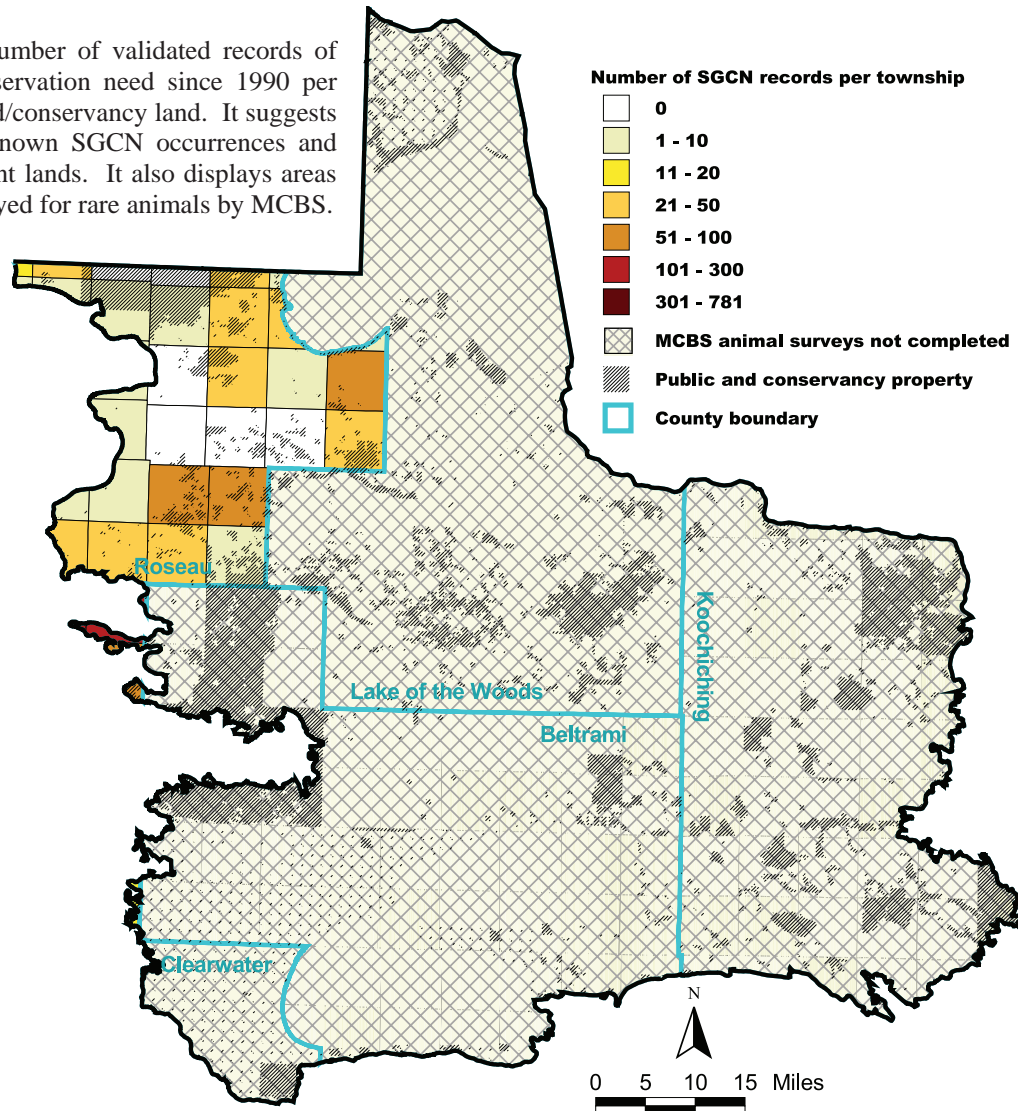 umber of validated records of
servation need since 1990 per
d/conservancy land. It suggests
nown SGCN occurrences and
nt lands. It also displays areas
yed for rare animals by MCBS.
Number of SGCN records per township
0
1 - 10
11 - 20
21 - 50
51 - 100
101 - 300
301 - 781
MCBS animal surveys not completed
Public and conservancy property
County boundary
Roseau
Koochiching
Lake of the Woods
Beltrami
Clearwater
N
0 5 10 15 Miles